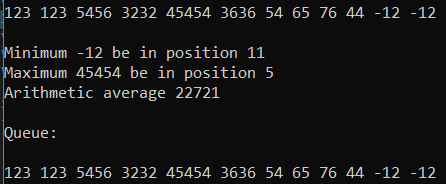 123 123 5456 3232 45454 3636 54 65 76 44 -12 -12
Minimum -12 be in position 11
Maximum 45454 be in position 5
Arithmetic average 22721
Queue:
123 123 5456 3232 45454 3636 54 65 76 44 -12 -12